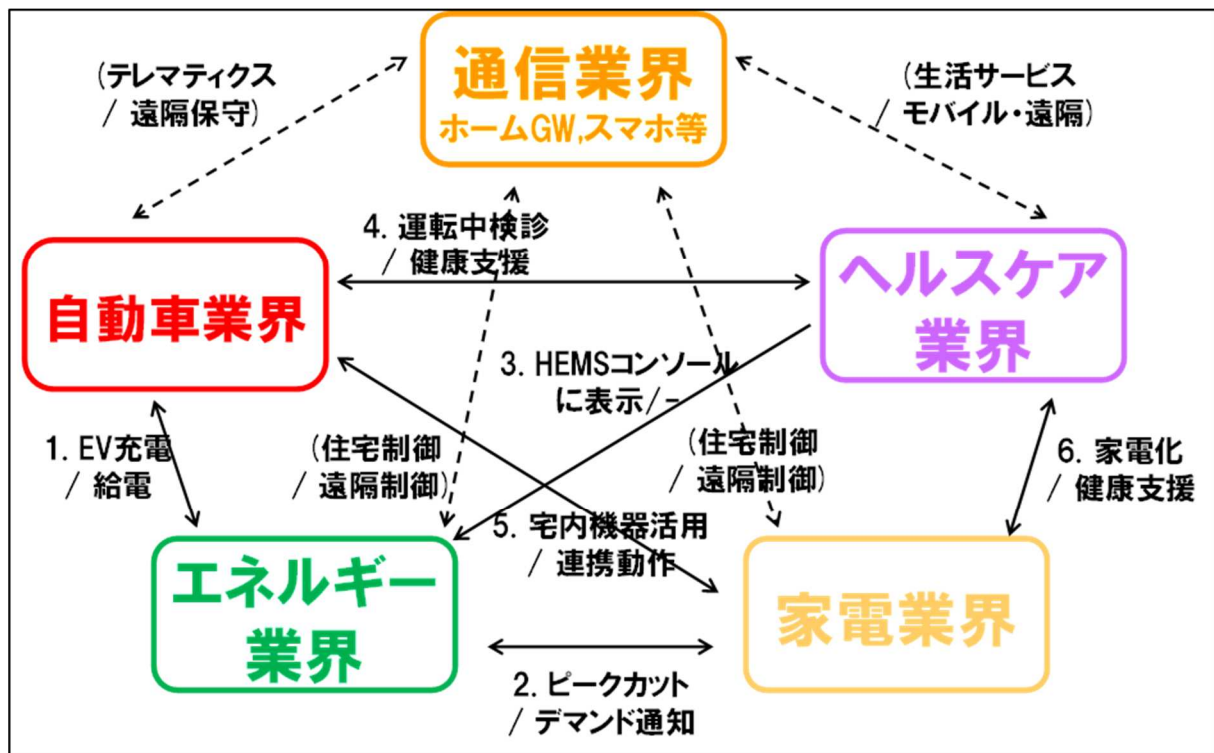 通信業界
ホームGW,スマホ等
(テレマティクス
/ 遠隔保守)
(生活サービス
/ モバイル・遠隔)
4. 運転中検診
/ 健康支援
自動車業界
ヘルスケア
業界
3. HEMSコンソール
に表示/-
1. EV充電
/ 給電
(住宅制御
/ 遠隔制御)
(住宅制御
/ 遠隔制御)
6. 家電化
/ 健康支援
5. 宅内機器活用
/ 連携動作
エネルギー
業界
家電業界
2. ピークカット
/ デマンド通知